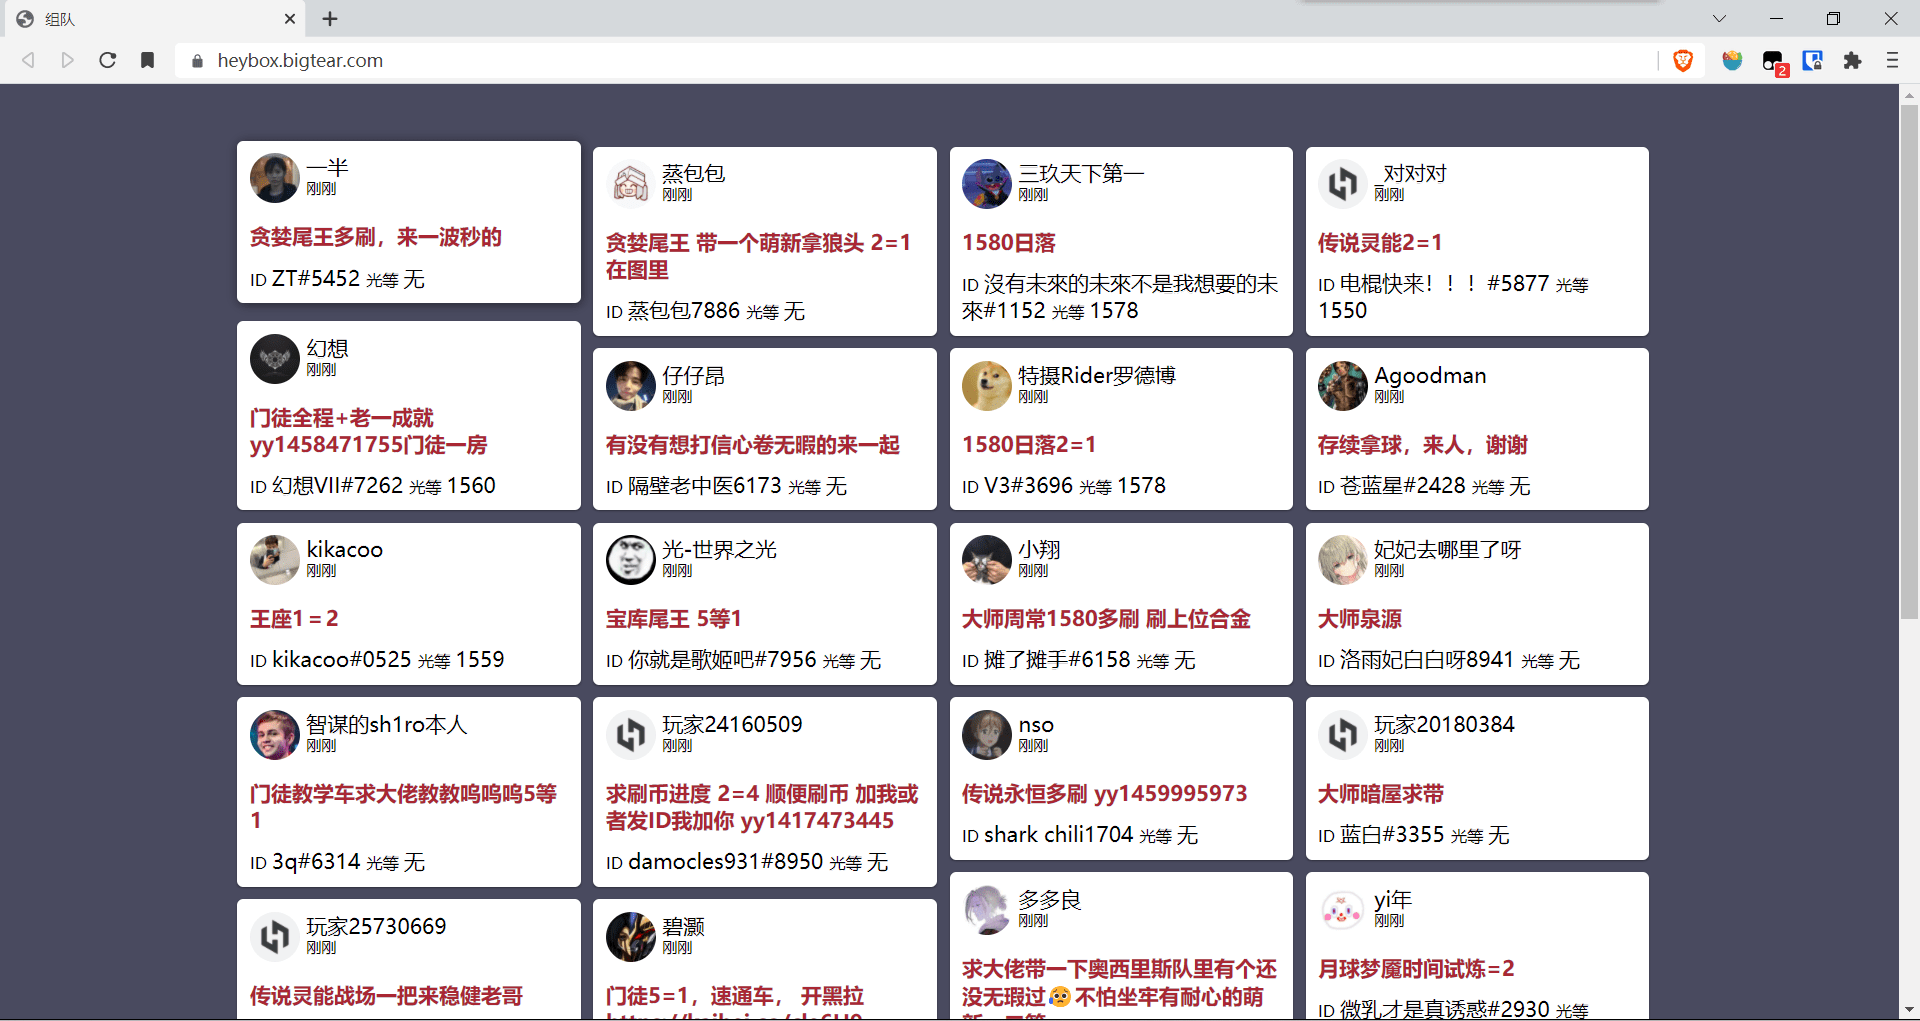 组队
heybox.bigtear.com
2
一半
刚刚
贪婪尾王多刷，来一波秒的
ID ZT#5452 光等 无
蒸包包
刚刚
贪婪尾王 带一个萌新拿狼头 2=1
在图里
ID 蒸包包7886 光等 无
三玖天下第一
刚刚
1580日落
ID 沒有未來的未來不是我想要的未
來#1152 光等 1578
_对对对
刚刚
传说灵能2=1
ID 电棍快来！！！#5877 光等
1550
幻想
刚刚
门徒全程+老一成就
yy1458471755门徒一房
ID 幻想VII#7262 光等 1560
仔仔昂
刚刚
有没有想打信心卷无暇的来一起
ID 隔壁老中医6173 光等 无
特摄Rider罗德博
刚刚
1580日落2=1
ID V3#3696 光等 1578
Agoodman
刚刚
存续拿球，来人，谢谢
ID 苍蓝星#2428 光等 无
kikacoo
刚刚
王座1＝2
ID kikacoo#0525 光等 1559
光-世界之光
刚刚
宝库尾王 5等1
ID 你就是歌姬吧#7956 光等 无
小翔
刚刚
大师周常1580多刷 刷上位合金
ID 摊了摊手#6158 光等 无
妃妃去哪里了呀
刚刚
大师泉源
ID 洛雨妃白白呀8941 光等 无
智谋的sh1ro本人
刚刚
门徒教学车求大佬教教呜呜呜5等
1
ID 3q#6314 光等 无
玩家24160509
刚刚
求刷币进度 2=4 顺便刷币 加我或
者发ID我加你 yy1417473445
ID damocles931#8950 光等 无
nso
刚刚
传说永恒多刷 yy1459995973
ID shark chili1704 光等 无
玩家20180384
刚刚
大师暗屋求带
ID 蓝白#3355 光等 无
玩家25730669
刚刚
传说灵能战场一把来稳健老哥
碧灏
刚刚
门徒5=1，速通车， 开黑拉
多多良
刚刚
求大佬带一下奥西里斯队里有个还
没无瑕过😥不怕坐牢有耐心的萌
yi年
刚刚
月球梦魇时间试炼=2
ID 微乳才是真诱惑#2930 光等